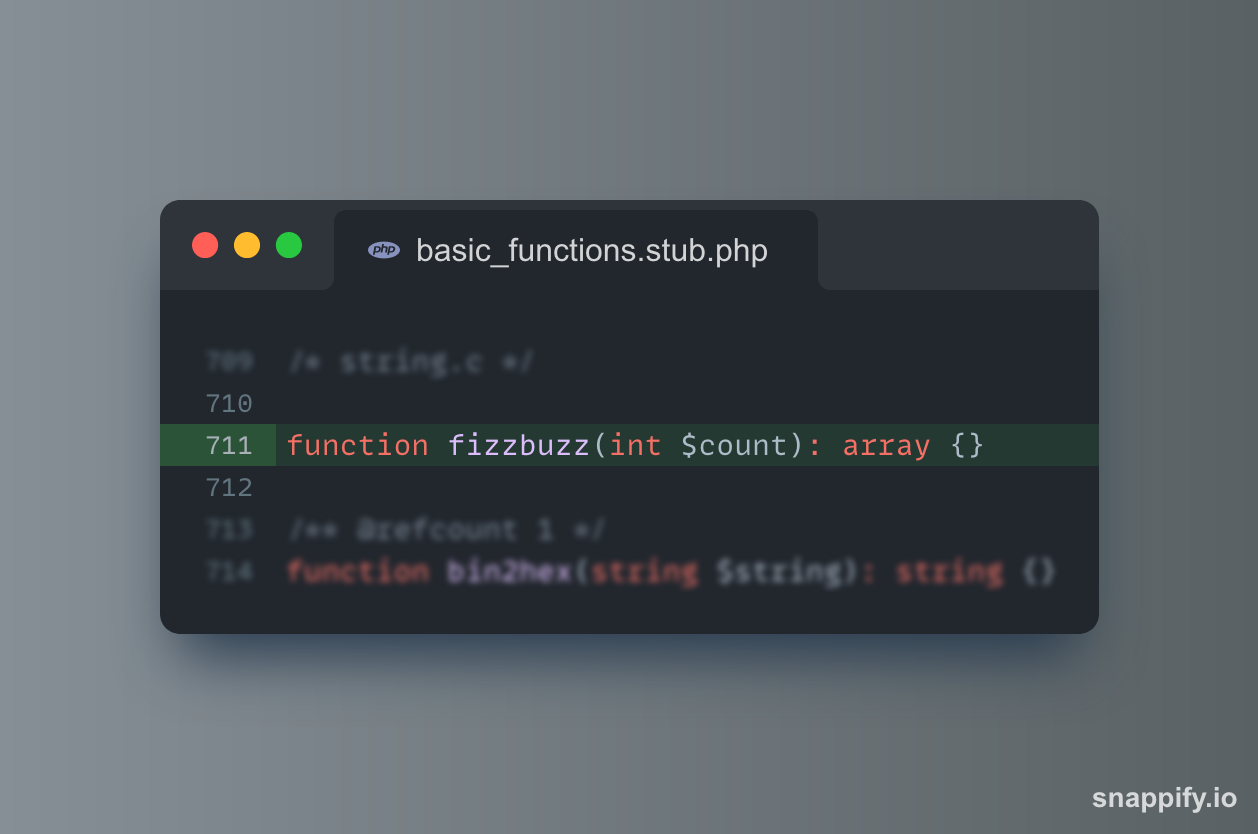 php basic_functions.stub.php
709 /* string.c */
710
711 function fizzbuzz(int $count): array {}
712
713 /** @refcount 1 */
714 function bin2hex(string $string): string {}
snappify.io